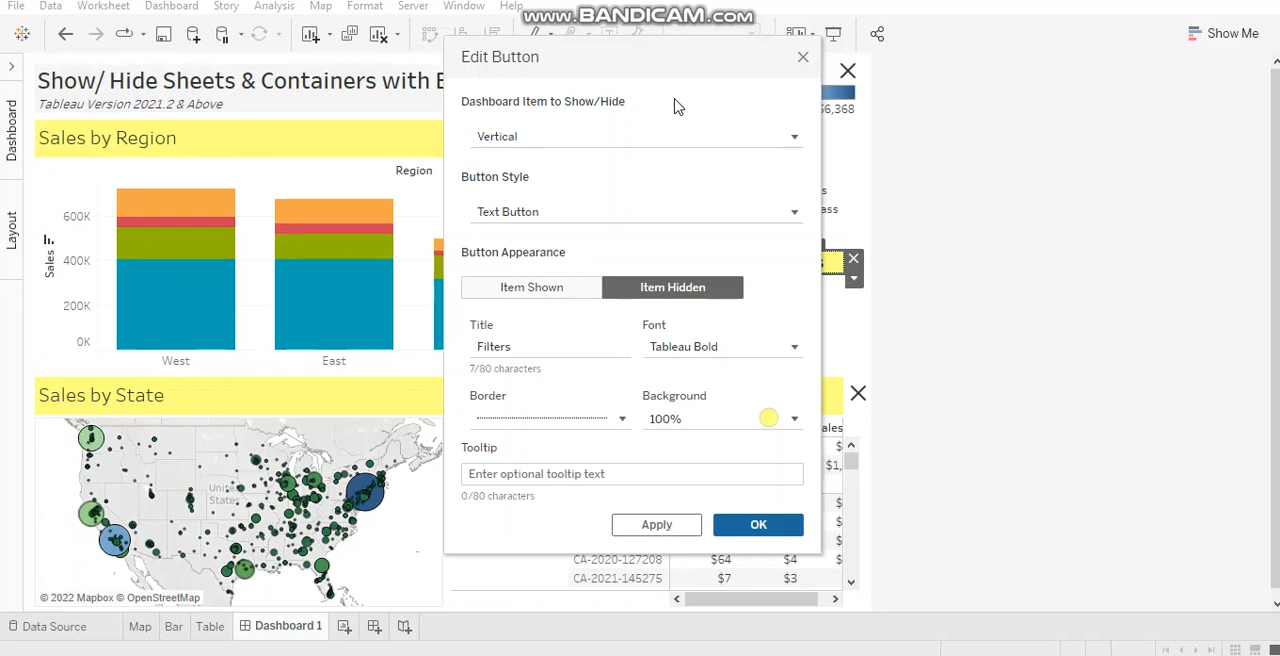 www.BANDICAM.com
File Data Worksheet Dashboard Story Analysis Map Format Server Window Help
Show Me
Dashboard
Layout
Show/ Hide Sheets & Containers with B
Tableau Version 2021.2 & Above
Sales by Region
Region
Sales
600K
400K
200K
0K
West East
Sales by State
United
States
© 2022 Mapbox © OpenStreetMap
Edit Button
Dashboard Item to Show/Hide
Vertical
Button Style
Text Button
Button Appearance
Item Shown Item Hidden
Title Font
Filters Tableau Bold
7/80 characters
Border Background
100%
Tooltip
Enter optional tooltip text
0/80 characters
Apply OK
CA-2020-127208 $64 $4 $
CA-2021-145275 $7 $3
ales
$
$1,
$
$
$
Data Source Map Bar Table Dashboard 1